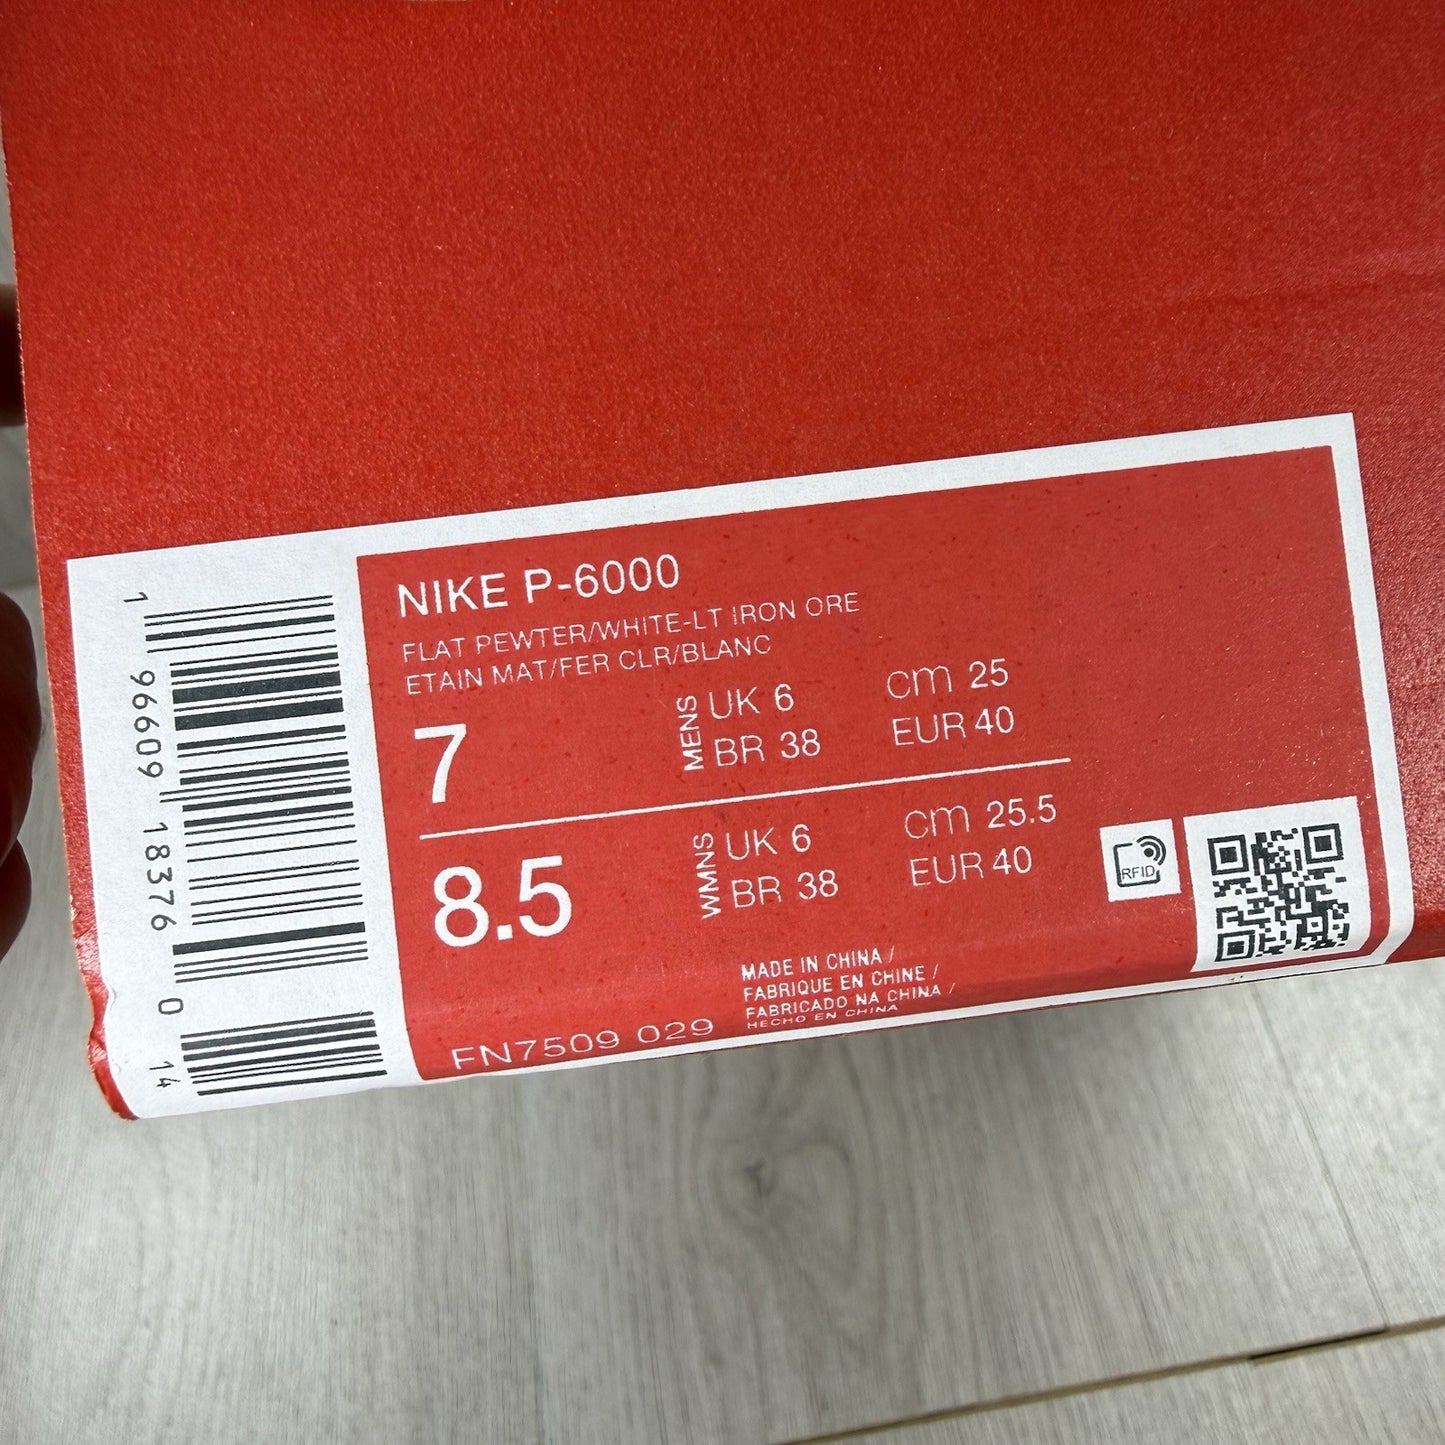 NIKE P-6000
FLAT PEWTER/WHITE-LT IRON ORE
ETAIN MAT/FER CLR/BLANC
7
MENS
UK 6
BR 38
cm 25
EUR 40
8.5
WMNS
UK 6
BR 38
cm 25.5
EUR 40
RFID
MADE IN CHINA /
FABRIQUE EN CHINE /
FABRICADO NA CHINA /
HECHO EN CHINA
FN7509 029
1 96609 18376 0 14